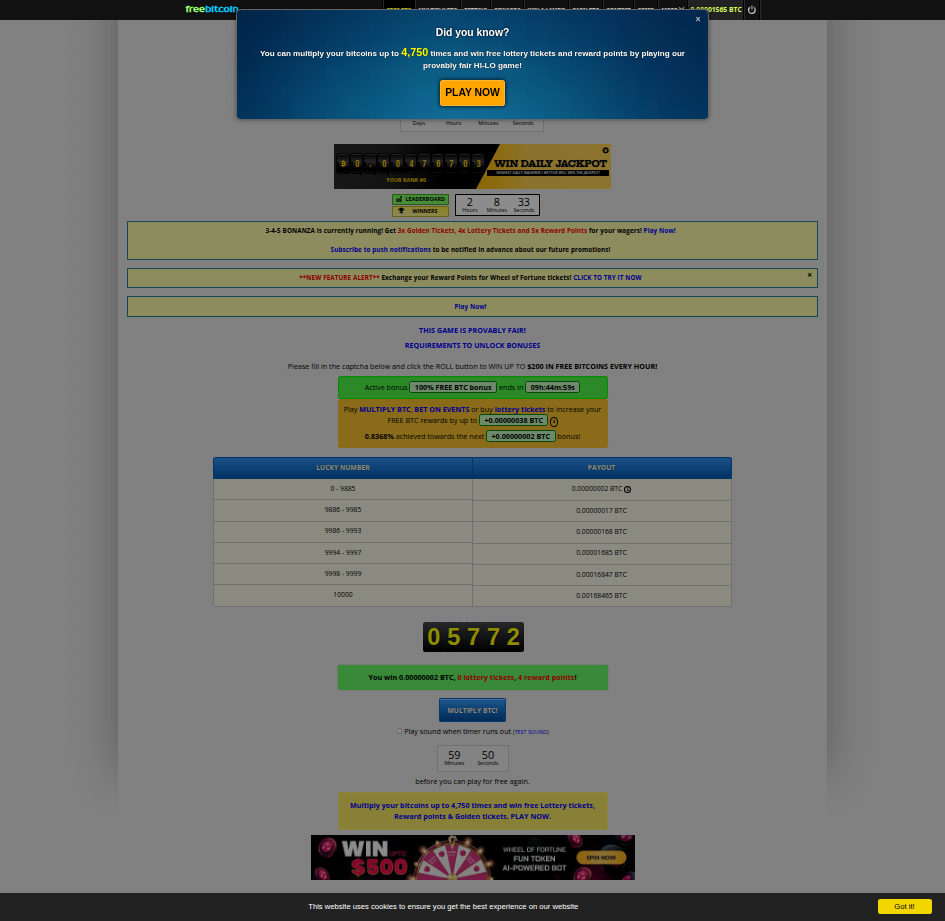 freebitcoin
0.00001565 BTC
×
Did you know?
You can multiply your bitcoins up to 4,750 times and win free lottery tickets and reward points by playing our
provably fair HI-LO game!
PLAY NOW
Days Hours Minutes Seconds
WIN DAILY JACKPOT
YOUR RANK #0
LEADERBOARD
WINNERS
2 8 33
Hours Minutes Seconds
3-4-5 BONANZA is currently running! Get 3x Golden Tickets, 4x Lottery Tickets and 5x Reward Points for your wagers! Play Now!
Subscribe to push notifications to be notified in advance about our future promotions!
**NEW FEATURE ALERT** Exchange your Reward Points for Wheel of Fortune tickets! CLICK TO TRY IT NOW
Play Now!
THIS GAME IS PROVABLY FAIR!
REQUIREMENTS TO UNLOCK BONUSES
Please fill in the captcha below and click the ROLL button to WIN UP TO $200 IN FREE BITCOINS EVERY HOUR!
Active bonus 100% FREE BTC bonus ends in 09h:44m:59s
Play MULTIPLY BTC, BET ON EVENTS or buy lottery tickets to increase your
FREE BTC rewards by up to +0.00000038 BTC
0.8368% achieved towards the next +0.00000002 BTC bonus!
LUCKY NUMBER PAYOUT
0 - 9885 0.00000002 BTC
9886 - 9985 0.00000017 BTC
9986 - 9993 0.00000168 BTC
9994 - 9997 0.00001685 BTC
9998 - 9999 0.00016847 BTC
10000 0.00168465 BTC
05772
You win 0.00000002 BTC, 0 lottery tickets, 4 reward points!
MULTIPLY BTC!
Play sound when timer runs out (TEST SOUND)
59 50
Minutes Seconds
before you can play for free again.
Multiply your bitcoins up to 4,750 times and win free Lottery tickets,
Reward points & Golden tickets. PLAY NOW.
WIN UPTO $500
WHEEL OF FORTUNE
FUN TOKEN
AI-POWERED BOT
SPIN NOW
This website uses cookies to ensure you get the best experience on our website
Got it!